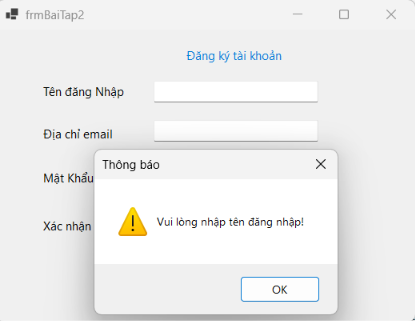 frmBaiTap2
Đăng ký tài khoản
Tên đăng Nhập
Địa chỉ email
Thông báo
Mật Khẩu
Vui lòng nhập tên đăng nhập!
Xác nhận
OK